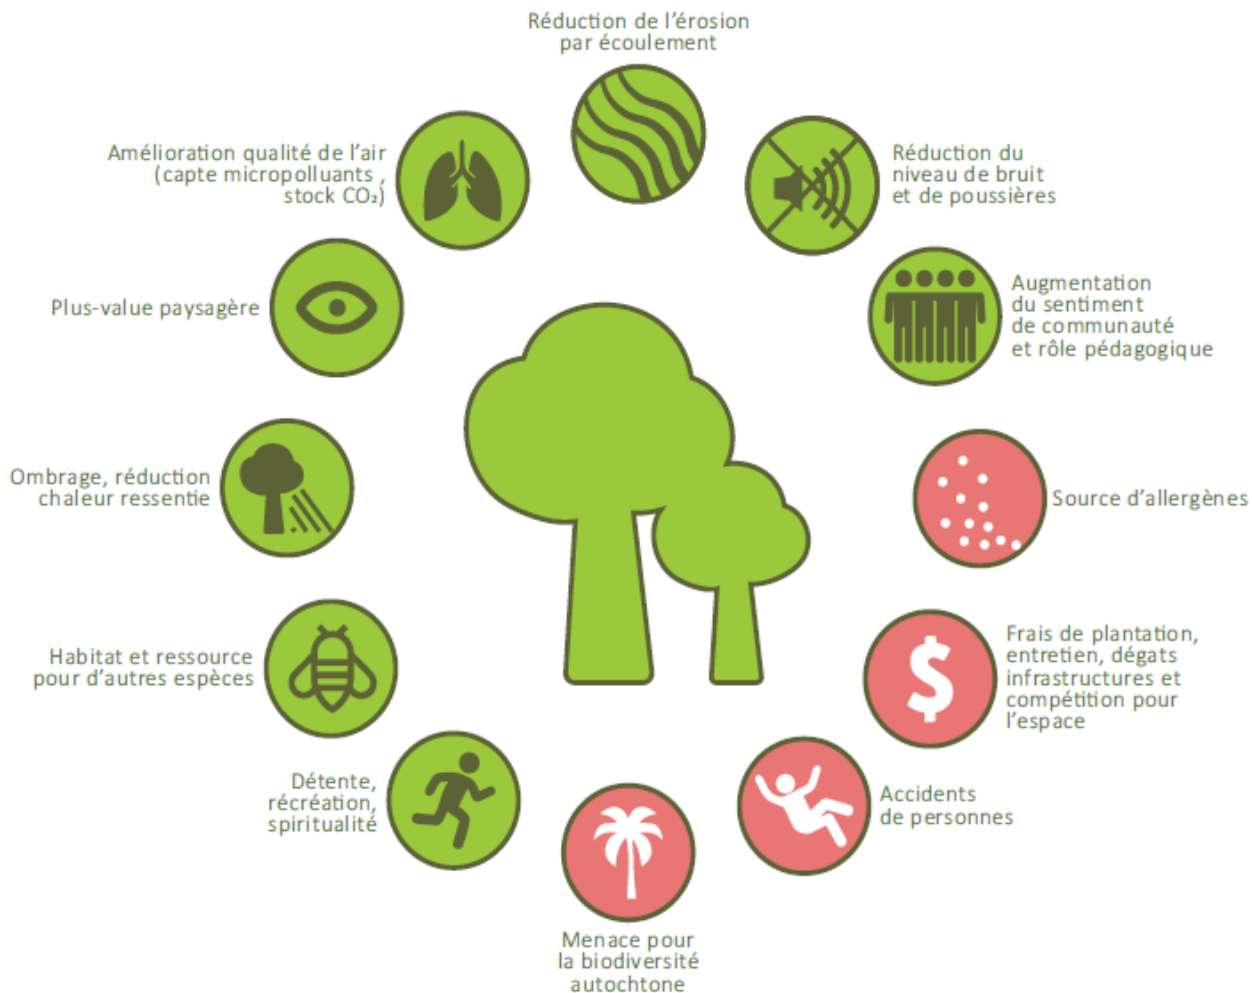 Réduction de l'érosion
par écoulement
Réduction du
niveau de bruit
et de poussières
Augmentation
du sentiment
de communauté
et rôle pédagogique
Source d'allergènes
Frais de plantation,
entretien, dégats
infrastructures et
compétition pour
l'espace
Accidents
de personnes
Menace pour
la biodiversité
autochtone
Détente,
récréation,
spiritualité
Habitat et ressource
pour d'autres espèces
Ombrage, réduction
chaleur ressentie
Plus-value paysagère
Amélioration qualité de l'air
(capte micropolluants ,
stock CO₂)